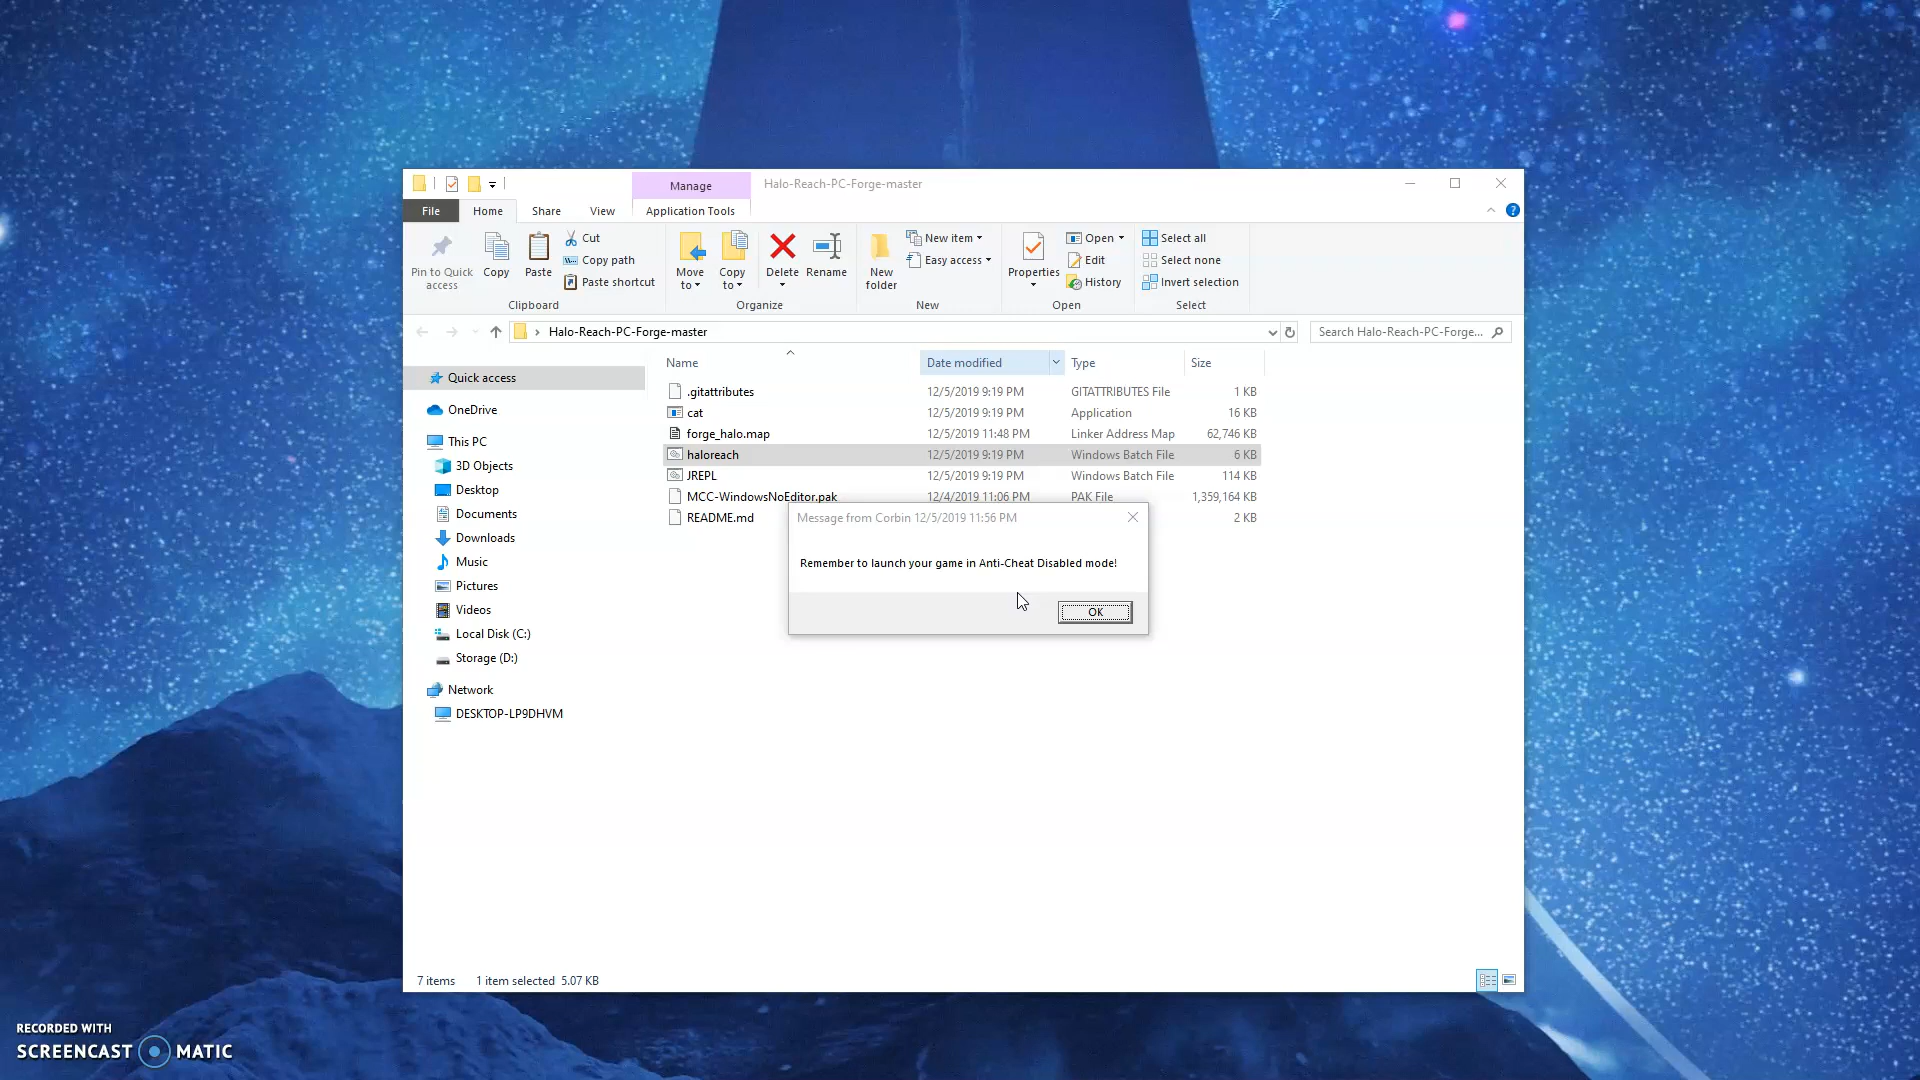 Manage
Halo-Reach-PC-Forge-master
File
Home
Share
View
Application Tools
Pin to Quick access
Copy
Paste
Cut
Copy path
Paste shortcut
Clipboard
Move to
Copy to
Delete
Rename
Organize
New folder
New item
Easy access
New
Properties
Open
Edit
History
Open
Select all
Select none
Invert selection
Select
Halo-Reach-PC-Forge-master
Search Halo-Reach-PC-Forge...
Quick access
OneDrive
This PC
3D Objects
Desktop
Documents
Downloads
Music
Pictures
Videos
Local Disk (C:)
Storage (D:)
Network
DESKTOP-LP9DHVM
Name Date modified Type Size
.gitattributes 12/5/2019 9:19 PM GITATTRIBUTES File 1 KB
cat 12/5/2019 9:19 PM Application 16 KB
forge_halo.map 12/5/2019 11:48 PM Linker Address Map 62,746 KB
haloreach 12/5/2019 9:19 PM Windows Batch File 6 KB
JREPL 12/5/2019 9:19 PM Windows Batch File 114 KB
MCC-WindowsNoEditor.pak 12/4/2019 11:06 PM PAK File 1,359,164 KB
README.md 2 KB
Message from Corbin 12/5/2019 11:56 PM
Remember to launch your game in Anti-Cheat Disabled mode!
OK
7 items 1 item selected 5.07 KB
RECORDED WITH
SCREENCAST MATIC